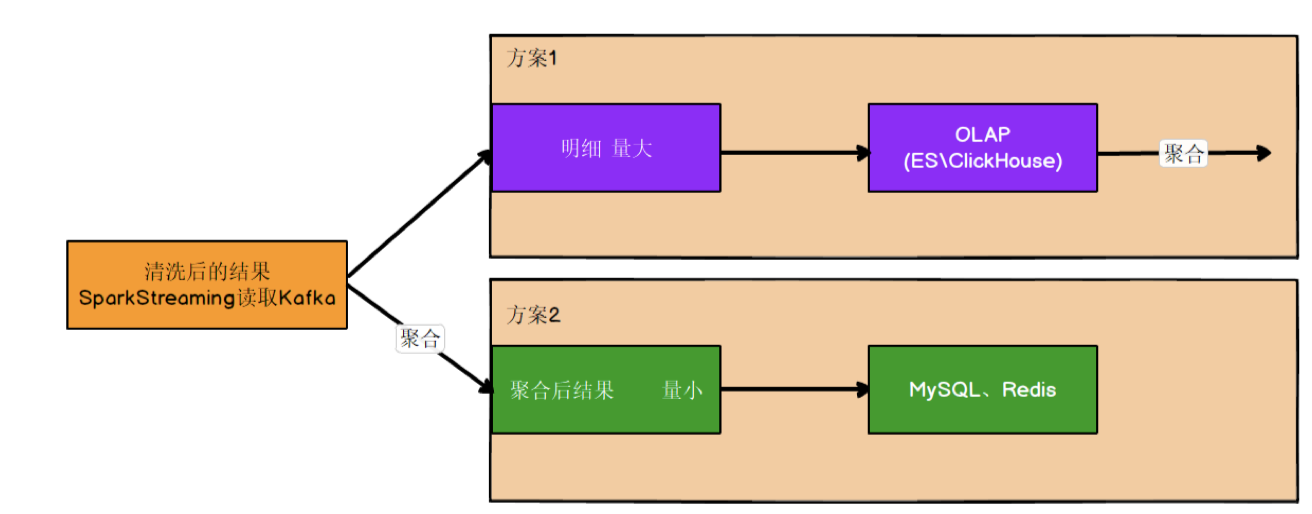 方案1
明细 量大
OLAP
(ES\ClickHouse)
聚合
清洗后的结果
SparkStreaming读取Kafka
聚合
方案2
聚合后结果 量小
MySQL、Redis